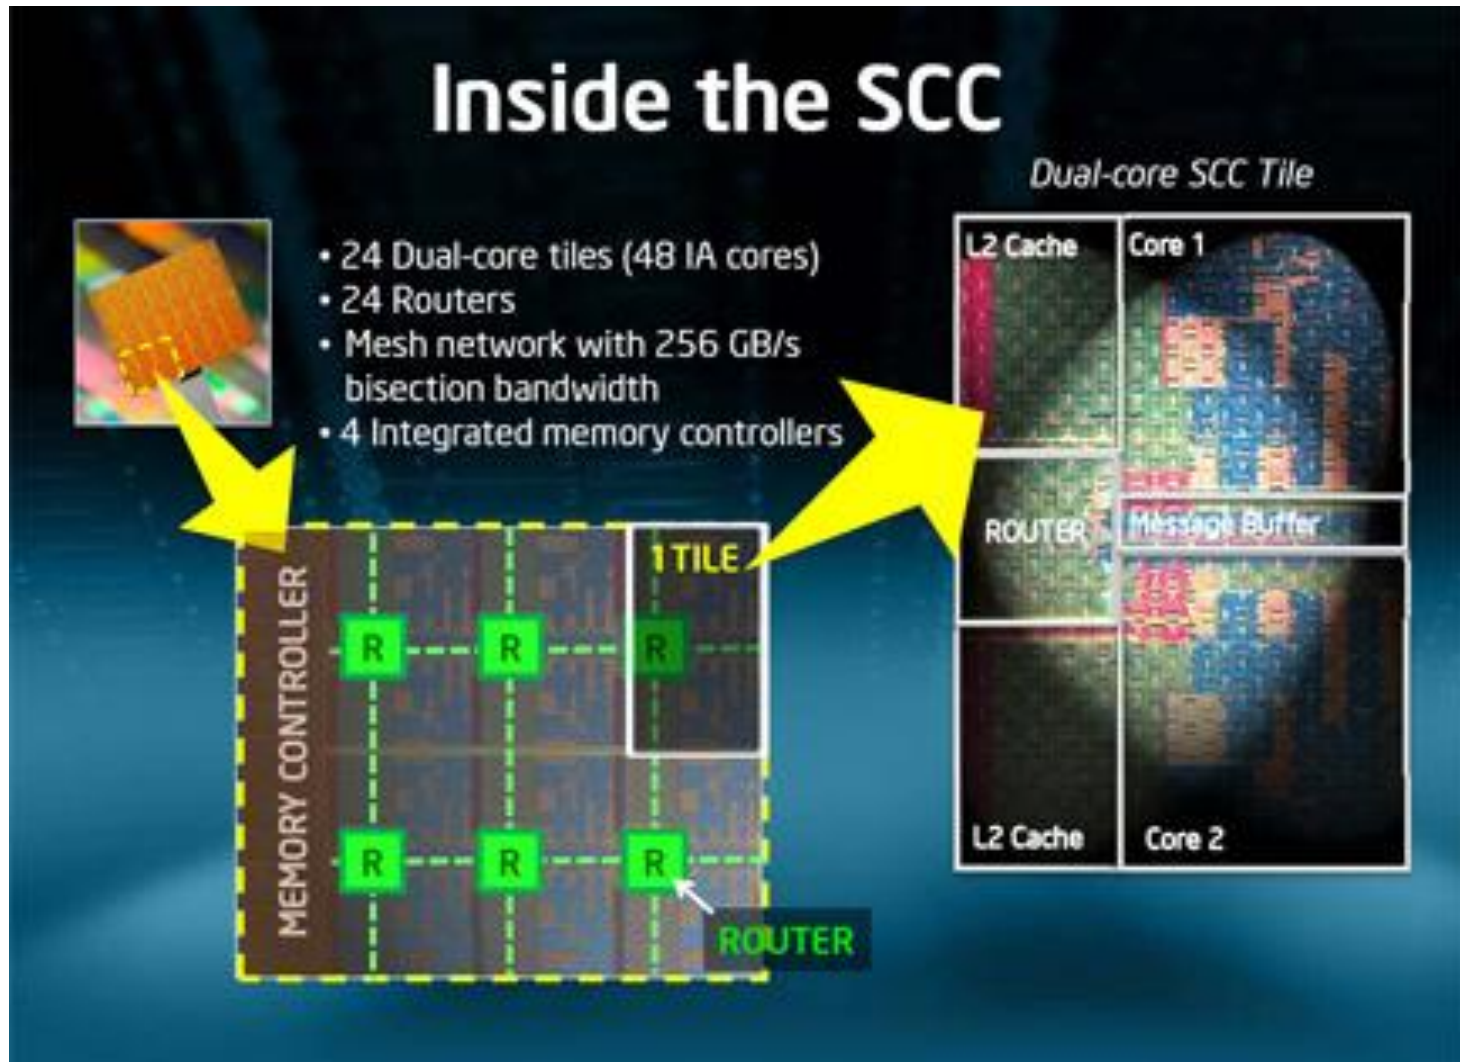 Inside the SCC
Dual-core SCC Tile
• 24 Dual-core tiles (48 IA cores)
• 24 Routers
• Mesh network with 256 GB/s
bisection bandwidth
• 4 Integrated memory controllers
L2 Cache
Core 1
ROUTER
Message Buffer
L2 Cache
Core 2
MEMORY CONTROLLER
1 TILE
R
R
R
R
R
R
ROUTER